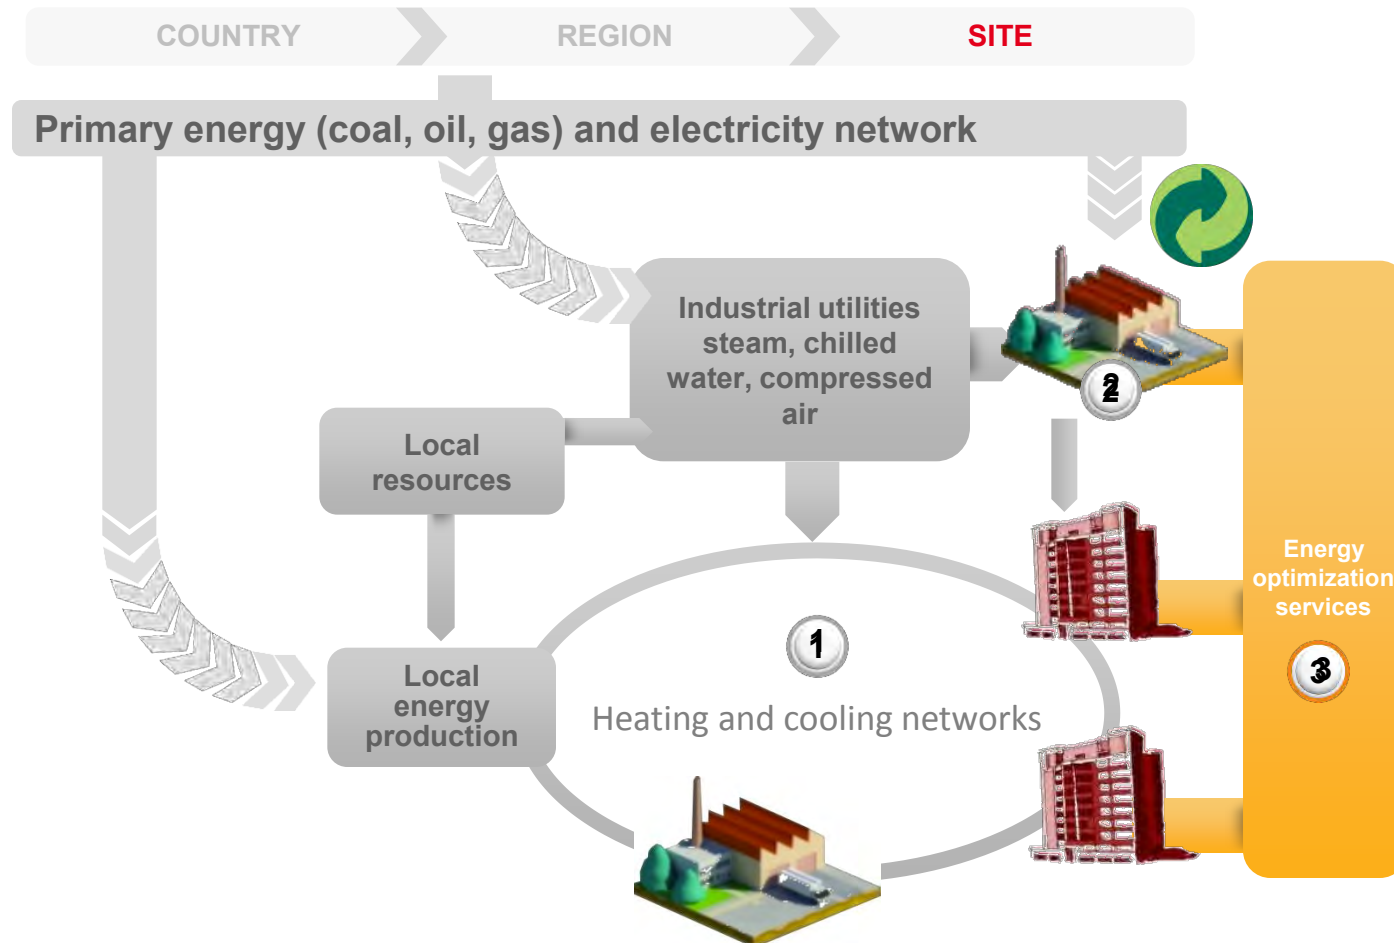 COUNTRY
REGION
SITE
Primary energy (coal, oil, gas) and electricity network
Industrial utilities
steam, chilled
water, compressed
air
2
Local
resources
Energy
optimization
services
1
3
Local
energy
production
Heating and cooling networks